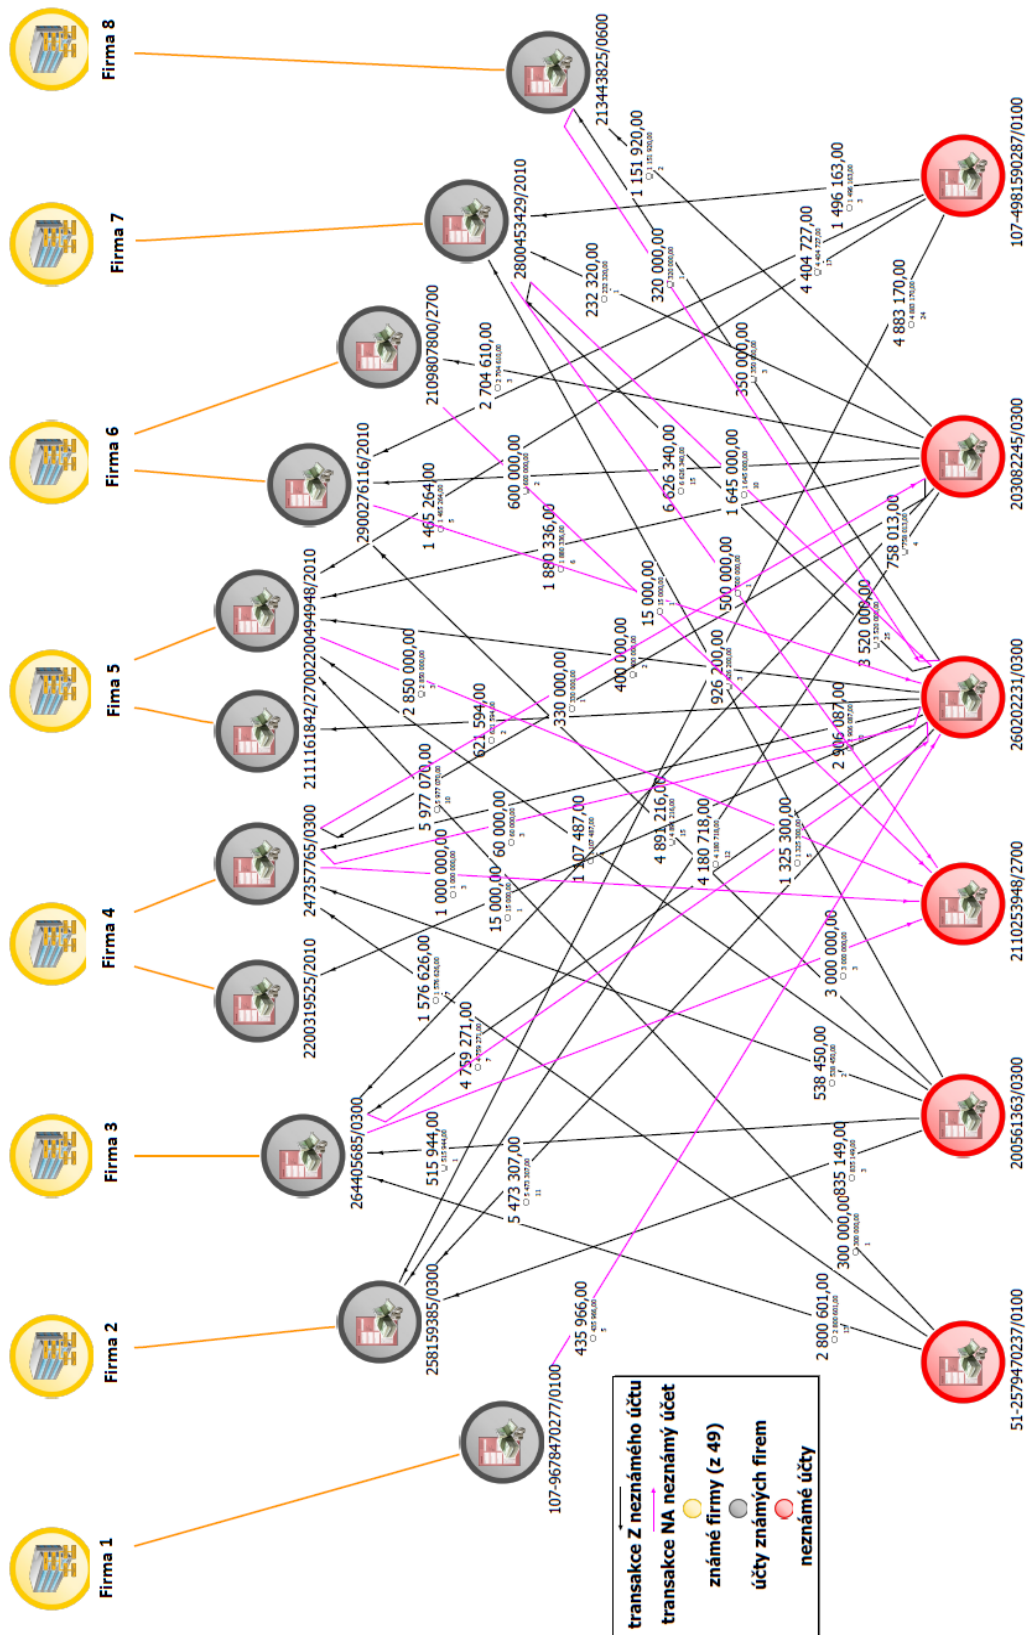 Firma 1
Firma 2
Firma 3
Firma 4
Fima 5
Firma 6
Firma 7
Firma 8
107-9678470277/0100
258159385/0300
264405685/0300
2200319525/2010
247357765/0300
2111161842/2700
2200494948/2010
2900276116/2010
2109807800/2700
2800453429/2010
213443825/0600
435 966,00
5 473 307,00
515 944,00
4 759 271,00
1 576 626,00
15 000,00
1 000 000,00
60 000,00
5 977 070,00
621 594,00
2 850 000,00
1 465 264,00
600 000,00
2 704 610,00
232 320,00
320 000,00
1 151 920,00
1 107 487,00
330 000,00
400 000,00
1 880 336,00
15 000,00
500 000,00
6 626 340,00
1 645 000,00
350 000,00
4 404 727,00
1 496 163,00
4 891 216,00
4 180 718,00
926 200,00
1 325 300,00
2 906 087,00
3 520 000,00
758 013,00
4 883 170,00
2 800 601,00
300 000,00
835 149,00
538 450,00
3 000 000,00
51-2579470237/0100
200561363/0300
2110253948/2700
260202231/0300
203082245/0300
107-4981590287/0100
transakce Z neznámého účtu
transakce NA neznámý účet
známé firmy (z 49)
účty známých firem
neznámé účty